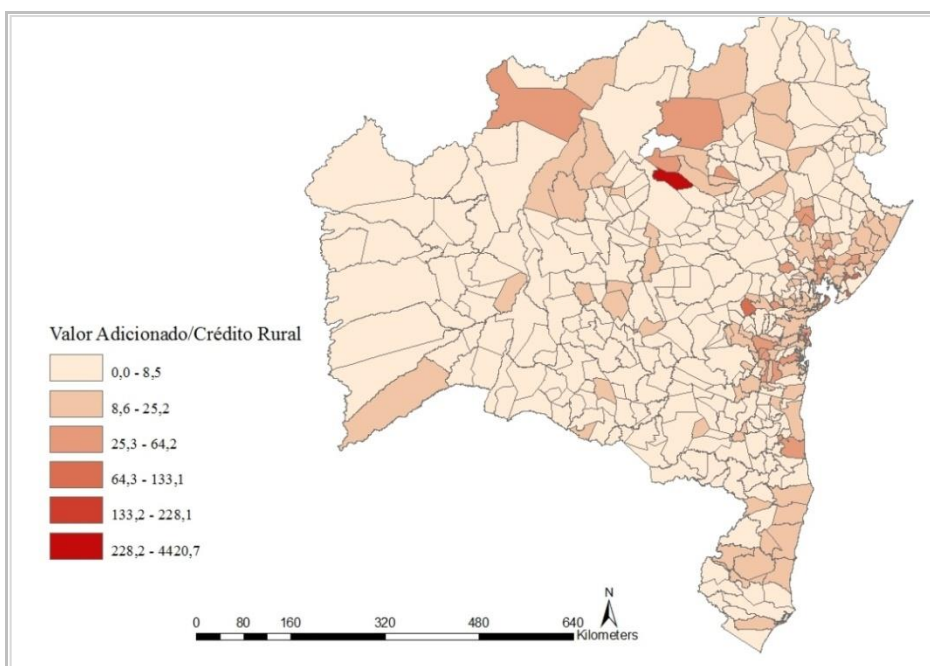 Valor Adicionado/Crédito Rural
0,0 - 8,5
8,6 - 25,2
25,3 - 64,2
64,3 - 133,1
133,2 - 228,1
228,2 - 4420,7
N
0 80 160 320 480 640
Kilometers